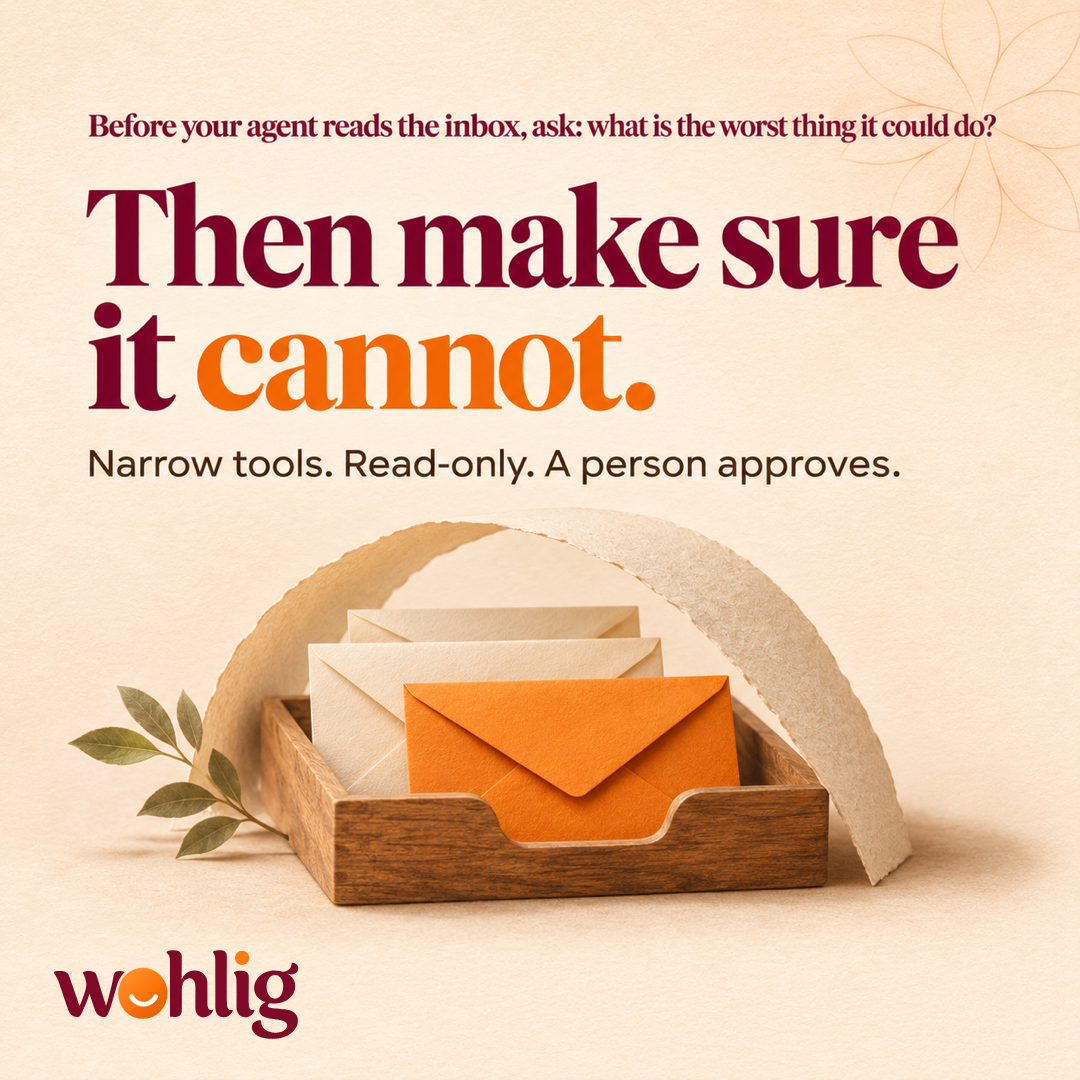 Before your agent reads the inbox, ask: what is the worst thing it could do?
Then make sure
it cannot.
Narrow tools. Read-only. A person approves.
wohlig